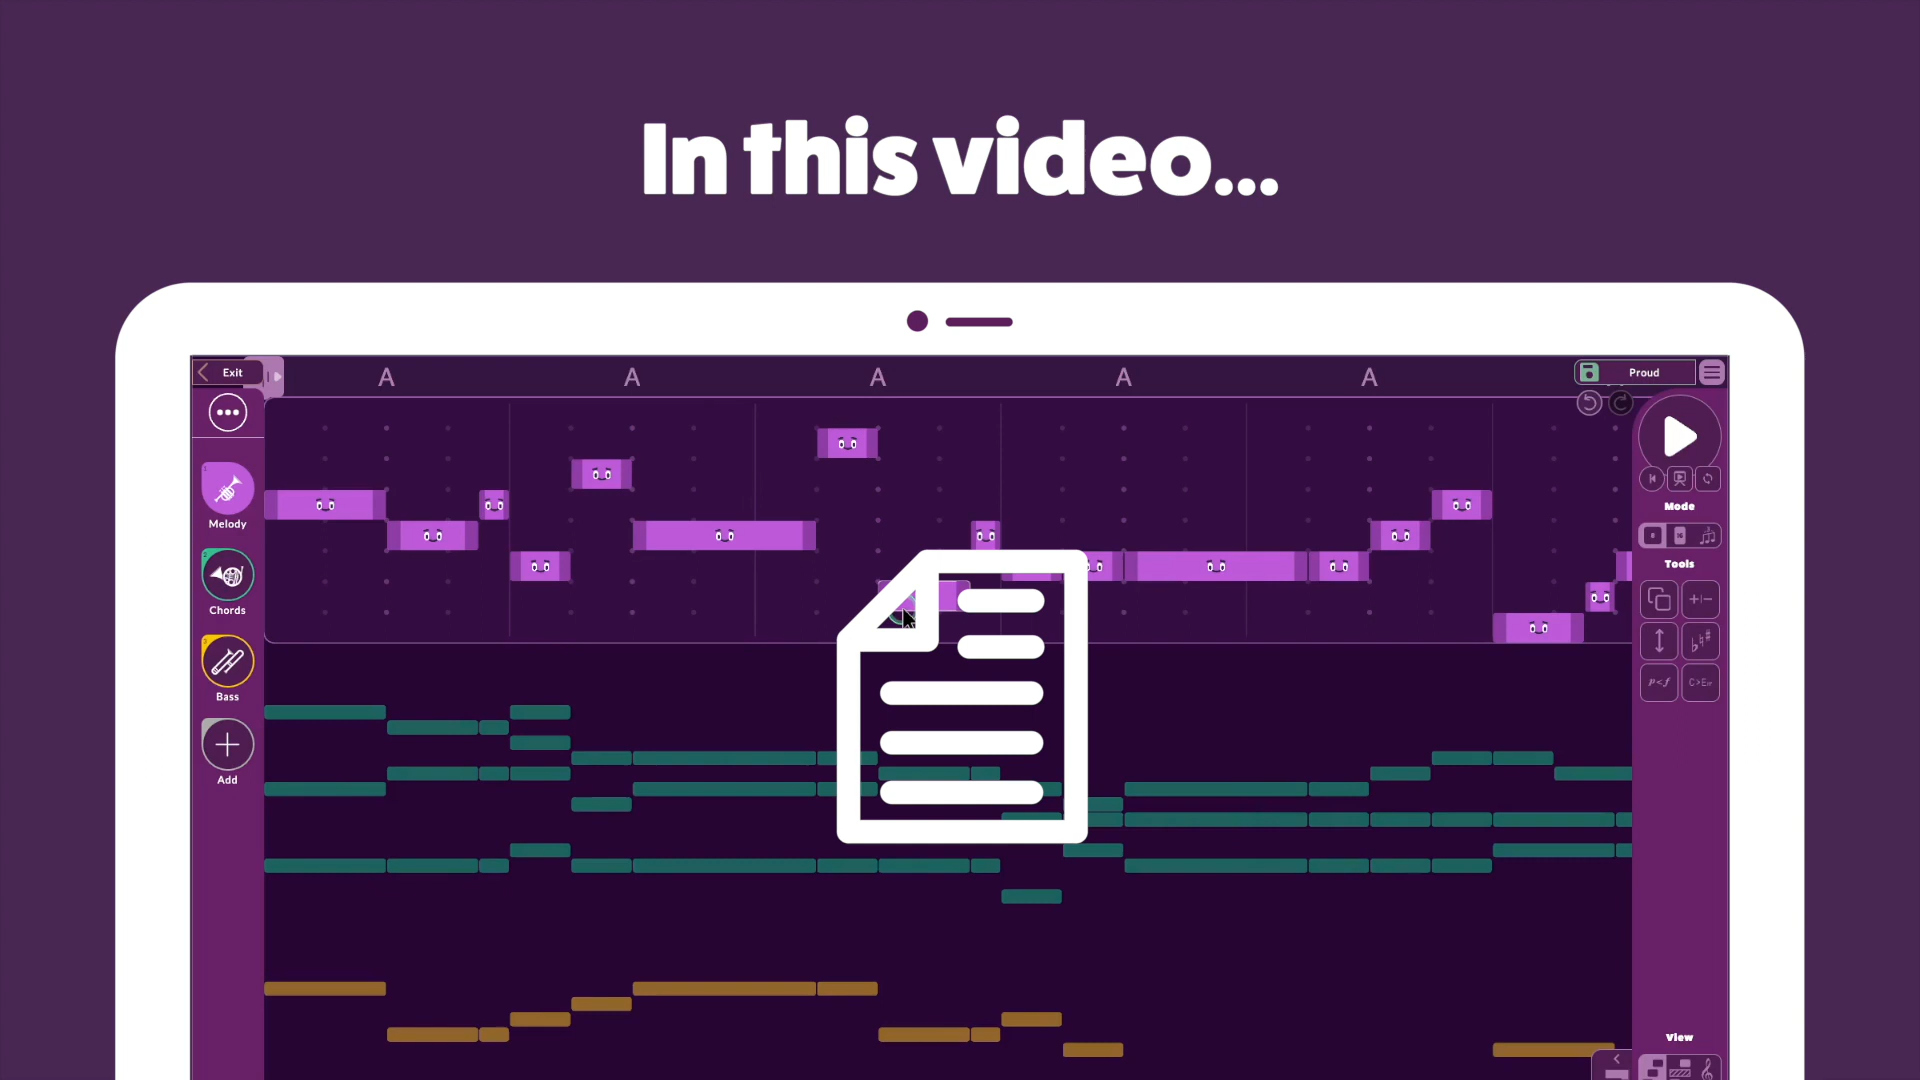 In this video...
Exit
A A A A A
Proud
Melody
Chords
Bass
Add
Mode
Tools
+|-
p<f
View